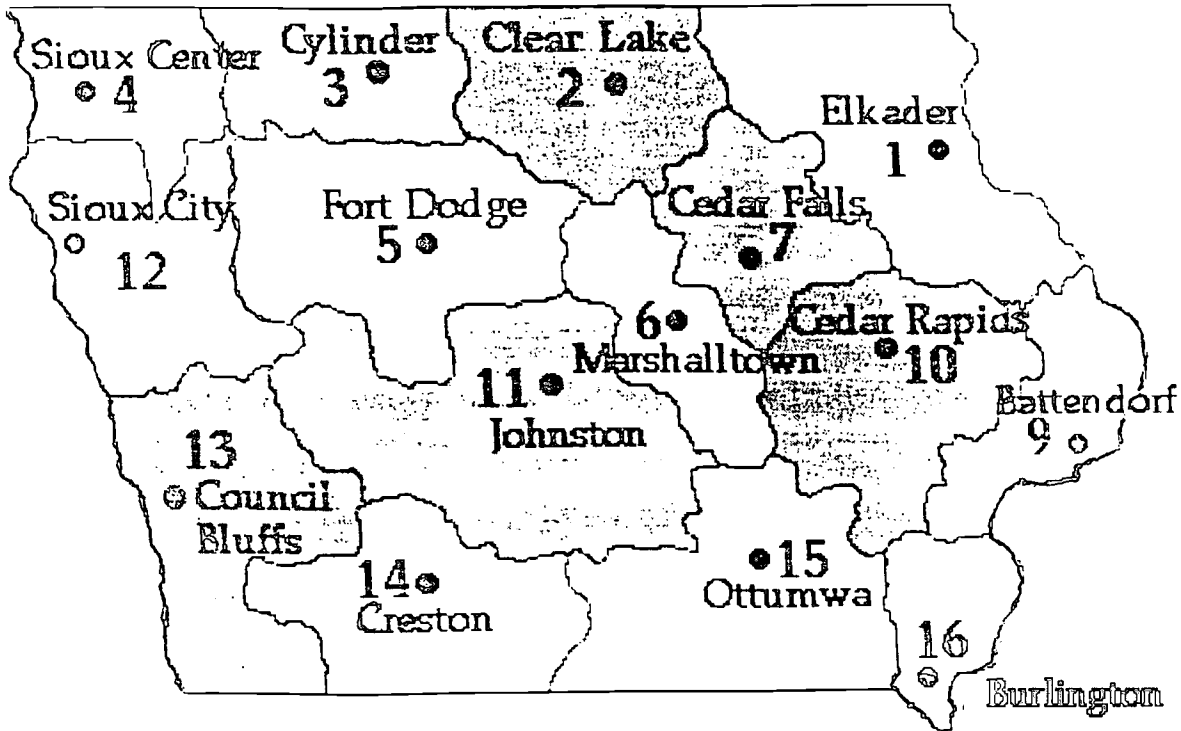 Sioux Center
4
Cylinder
3
Clear Lake
2
Elkader
1
Sioux City
12
Fort Dodge
5
Cedar Falls
7
6
Marshalltown
Cedar Rapids
10
11
Johnston
Battendorf
9
13
Council
Bluffs
14
Creston
15
Ottumwa
16
Burlington